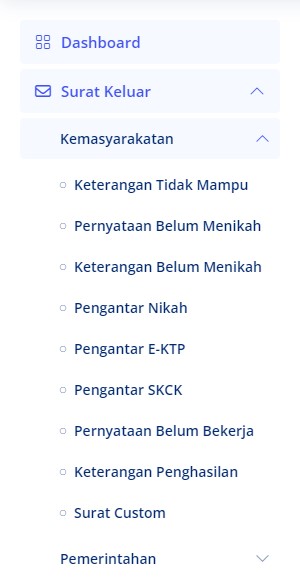 Dashboard
Surat Keluar
Kemasyarakatan
Keterangan Tidak Mampu
Pernyataan Belum Menikah
Keterangan Belum Menikah
Pengantar Nikah
Pengantar E-KTP
Pengantar SKCK
Pernyataan Belum Bekerja
Keterangan Penghasilan
Surat Custom
Pemerintahan